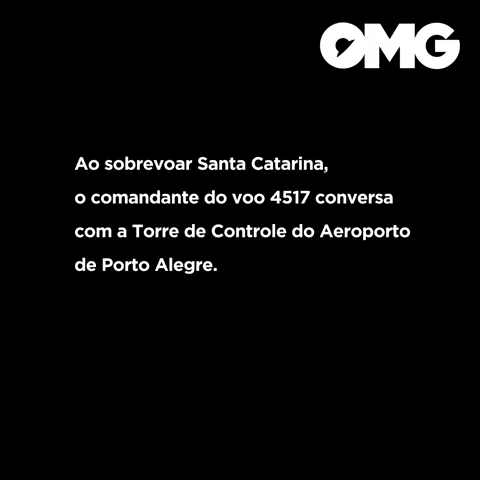 OMG
Ao sobrevoar Santa Catarina,
o comandante do voo 4517 conversa
com a Torre de Controle do Aeroporto
de Porto Alegre.